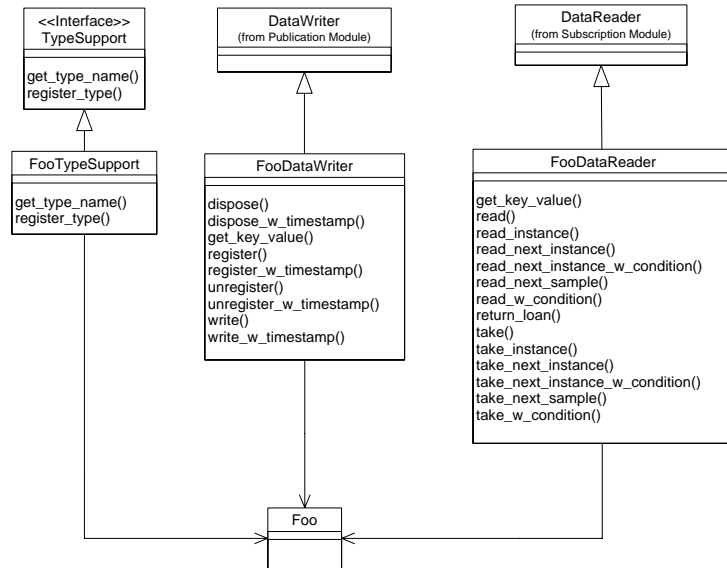 <<Interface>>
TypeSupport
get_type_name()
register_type()
DataWriter
(from Publication Module)
DataReader
(from Subscription Module)
FooTypeSupport
get_type_name()
register_type()
FooDataWriter
dispose()
dispose_w_timestamp()
get_key_value()
register()
register_w_timestamp()
unregister()
unregister_w_timestamp()
write()
write_w_timestamp()
FooDataReader
get_key_value()
read()
read_instance()
read_next_instance()
read_next_instance_w_condition()
read_next_sample()
read_w_condition()
return_loan()
take()
take_instance()
take_next_instance()
take_next_instance_w_condition()
take_next_sample()
take_w_condition()
Foo